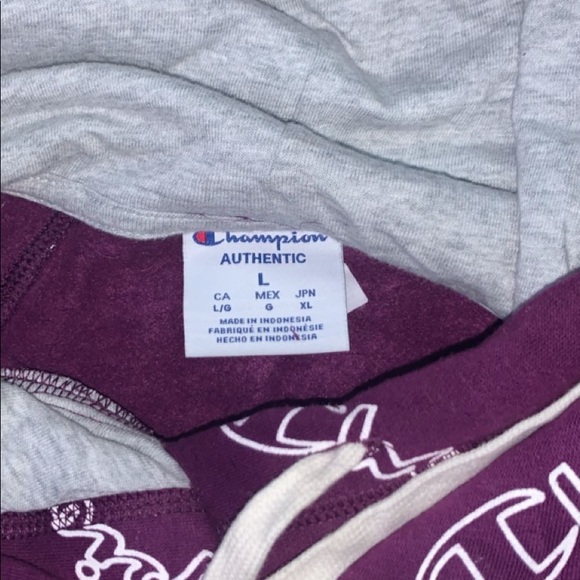 Champion
AUTHENTIC
L
CA MEX JPN
L/G G XL
MADE IN INDONESIA
FABRIQUÉ EN INDONÉSIE
HECHO EN INDONESIA